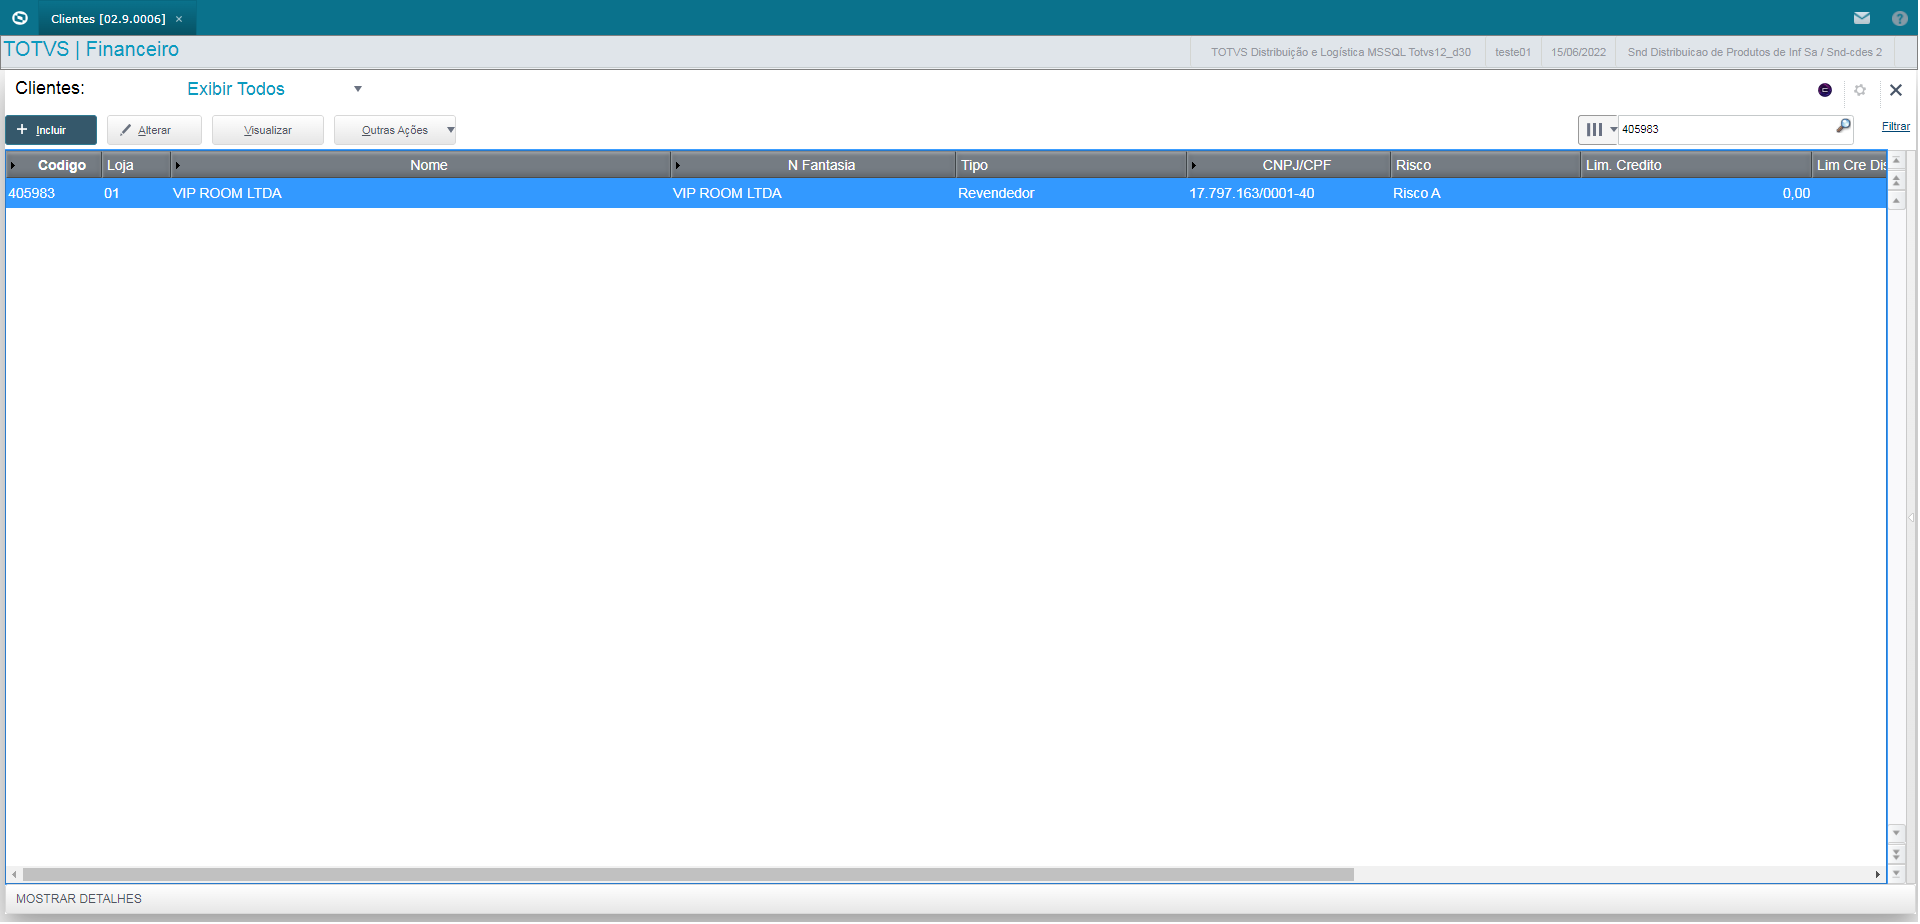 Clientes [02.9.0006] ×
TOTVS | Financeiro
TOTVS Distribuição e Logística MSSQL Totvs12_d30
teste01
15/06/2022
Snd Distribuicao de Produtos de Inf Sa / Snd-cdes 2
Clientes:
Exibir Todos
+ Incluir
Alterar
Visualizar
Outras Ações
405983
Filtrar
Codigo Loja Nome N Fantasia Tipo CNPJ/CPF Risco Lim. Credito Lim Cre Dis
405983 01 VIP ROOM LTDA VIP ROOM LTDA Revendedor 17.797.163/0001-40 Risco A 0,00
MOSTRAR DETALHES